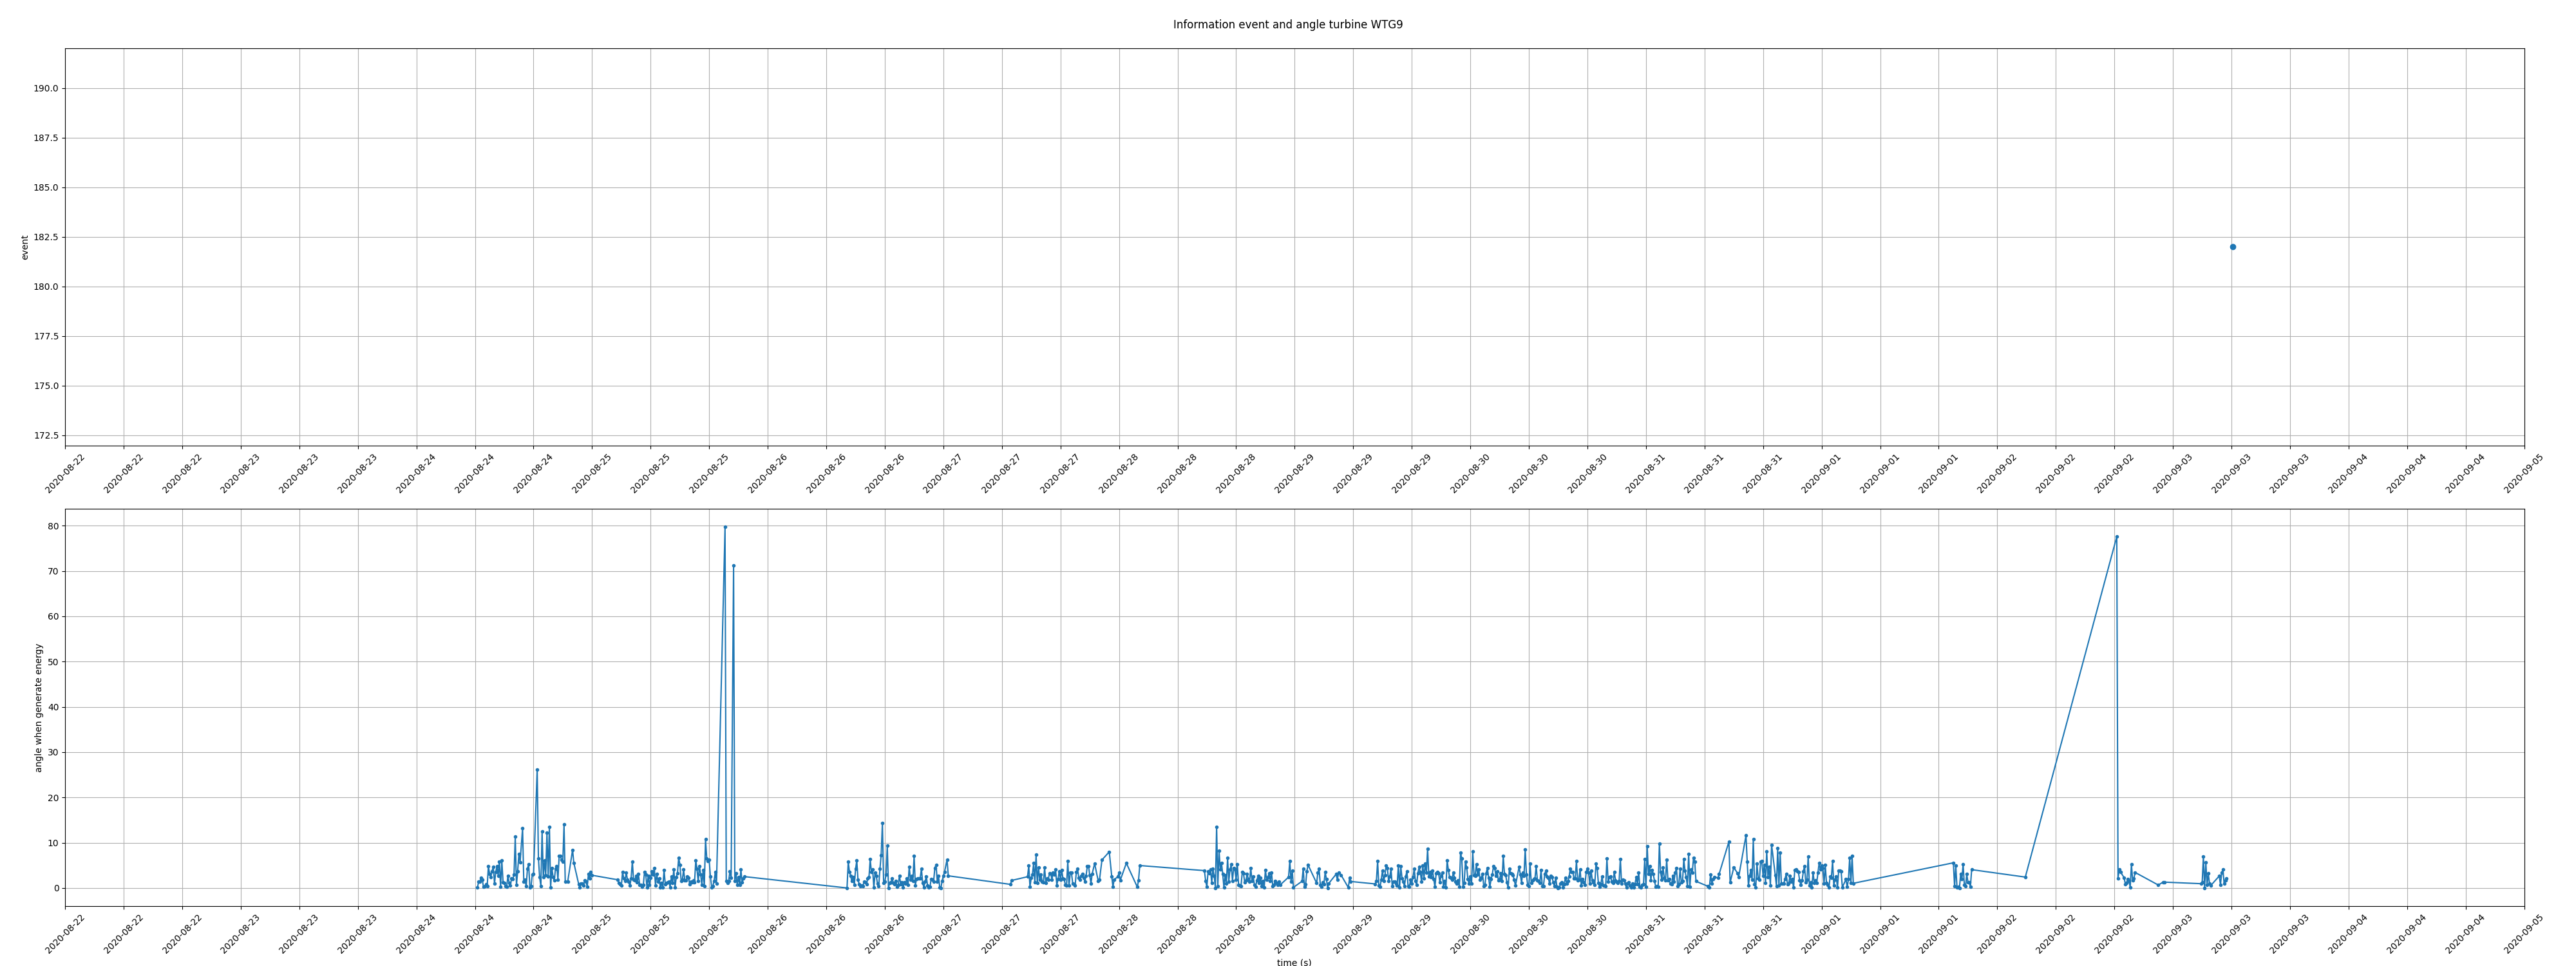 Information event and angle turbine WTG9
190.0
187.5
185.0
182.5
180.0
177.5
175.0
172.5
event
2020-08-22 2020-08-22 2020-08-22 2020-08-23 2020-08-23 2020-08-23 2020-08-24 2020-08-24 2020-08-24 2020-08-25 2020-08-25 2020-08-25 2020-08-26 2020-08-26 2020-08-26 2020-08-27 2020-08-27 2020-08-27 2020-08-28 2020-08-28 2020-08-28 2020-08-29 2020-08-29 2020-08-29 2020-08-30 2020-08-30 2020-08-30 2020-08-31 2020-08-31 2020-08-31 2020-09-01 2020-09-01 2020-09-01 2020-09-02 2020-09-02 2020-09-02 2020-09-03 2020-09-03 2020-09-03 2020-09-04 2020-09-04 2020-09-04 2020-09-05
80
70
60
50
40
30
20
10
0
angle when generate energy
2020-08-22 2020-08-22 2020-08-22 2020-08-23 2020-08-23 2020-08-23 2020-08-24 2020-08-24 2020-08-24 2020-08-25 2020-08-25 2020-08-25 2020-08-26 2020-08-26 2020-08-26 2020-08-27 2020-08-27 2020-08-27 2020-08-28 2020-08-28 2020-08-28 2020-08-29 2020-08-29 2020-08-29 2020-08-30 2020-08-30 2020-08-30 2020-08-31 2020-08-31 2020-08-31 2020-09-01 2020-09-01 2020-09-01 2020-09-02 2020-09-02 2020-09-02 2020-09-03 2020-09-03 2020-09-03 2020-09-04 2020-09-04 2020-09-04 2020-09-05
time (s)